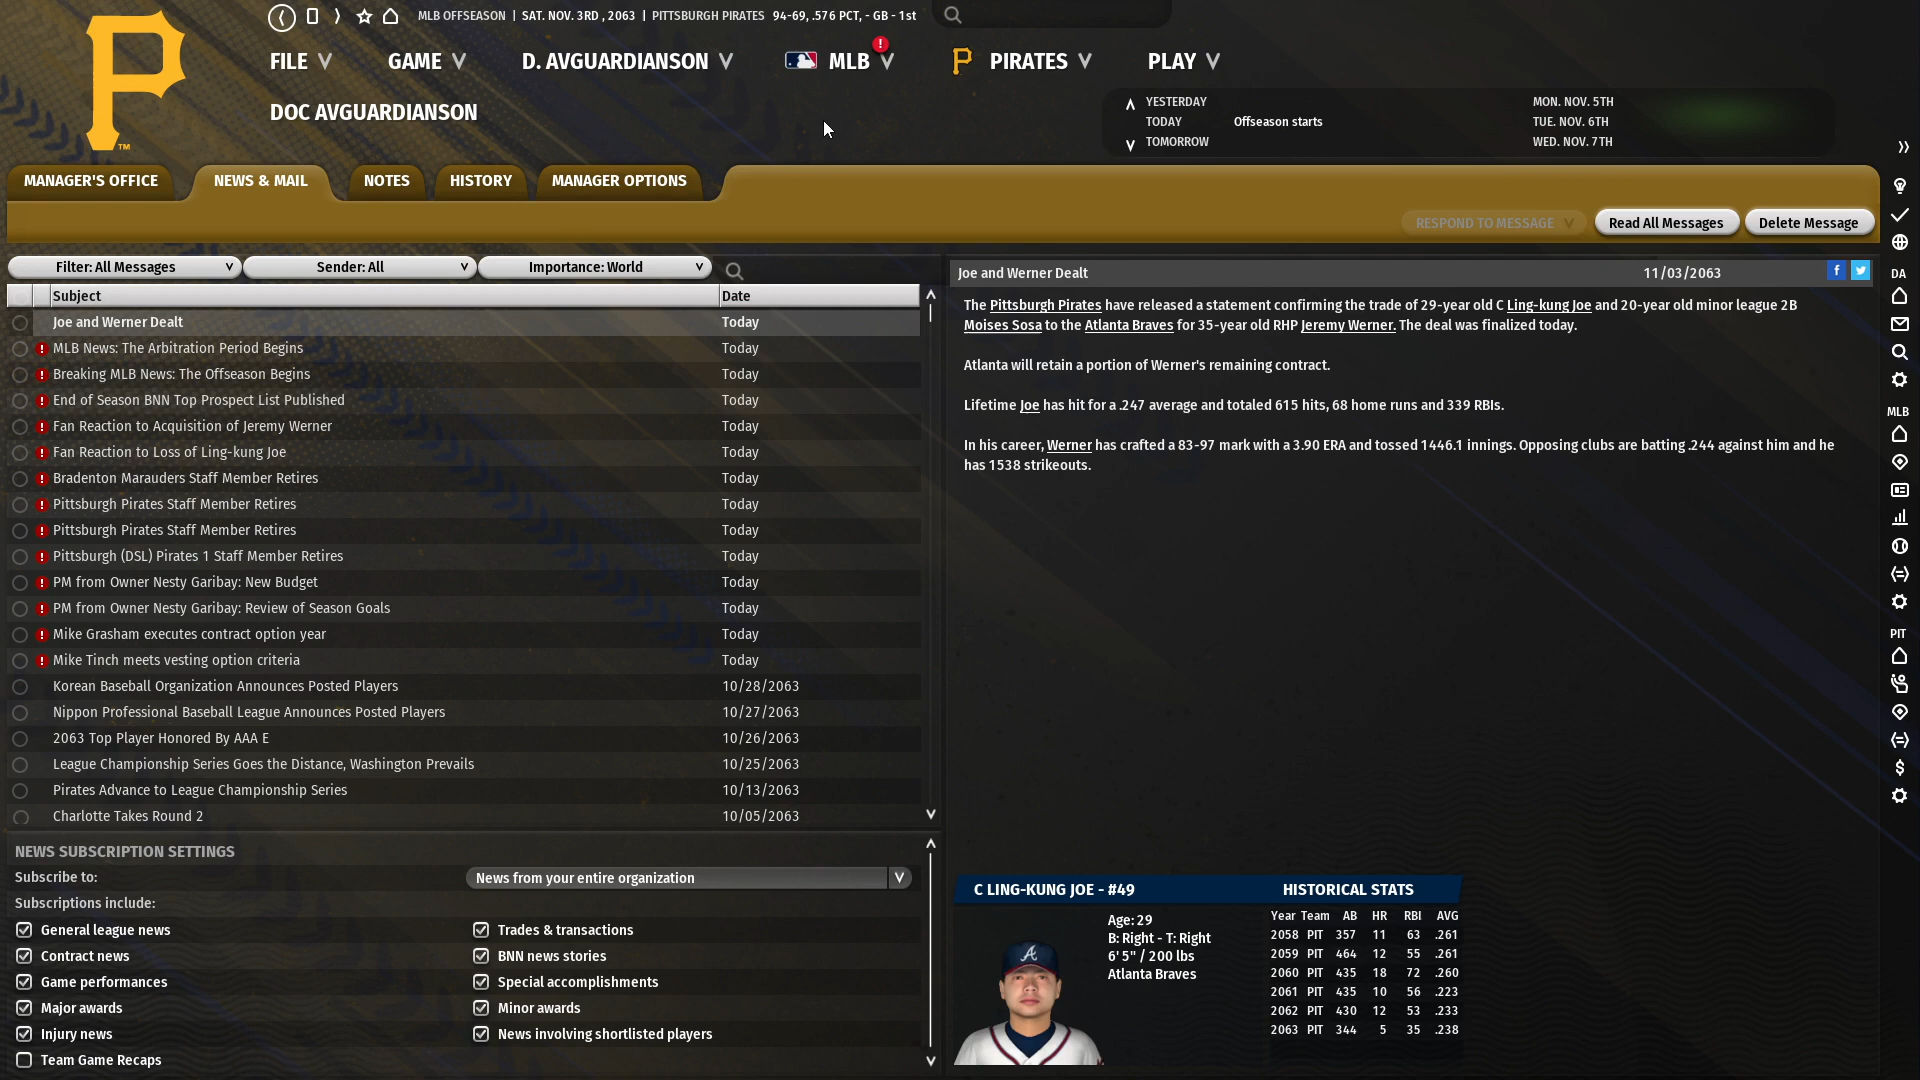 MLB OFFSEASON | SAT. NOV. 3RD , 2063 | PITTSBURGH PIRATES 94-69, .576 PCT, - GB - 1st
FILE GAME D. AVGUARDIANSON MLB PIRATES PLAY
DOC AVGUARDIANSON
YESTERDAY MON. NOV. 5TH
TODAY Offseason starts TUE. NOV. 6TH
TOMORROW WED. NOV. 7TH
MANAGER'S OFFICE NEWS & MAIL NOTES HISTORY MANAGER OPTIONS
RESPOND TO MESSAGE Read All Messages Delete Message
Filter: All Messages Sender: All Importance: World
Subject Date
Joe and Werner Dealt Today
MLB News: The Arbitration Period Begins Today
Breaking MLB News: The Offseason Begins Today
End of Season BNN Top Prospect List Published Today
Fan Reaction to Acquisition of Jeremy Werner Today
Fan Reaction to Loss of Ling-kung Joe Today
Bradenton Marauders Staff Member Retires Today
Pittsburgh Pirates Staff Member Retires Today
Pittsburgh Pirates Staff Member Retires Today
Pittsburgh (DSL) Pirates 1 Staff Member Retires Today
PM from Owner Nesty Garibay: New Budget Today
PM from Owner Nesty Garibay: Review of Season Goals Today
Mike Grasham executes contract option year Today
Mike Tinch meets vesting option criteria Today
Korean Baseball Organization Announces Posted Players 10/28/2063
Nippon Professional Baseball League Announces Posted Players 10/27/2063
2063 Top Player Honored By AAA E 10/26/2063
League Championship Series Goes the Distance, Washington Prevails 10/25/2063
Pirates Advance to League Championship Series 10/13/2063
Charlotte Takes Round 2 10/05/2063
NEWS SUBSCRIPTION SETTINGS
Subscribe to: News from your entire organization
Subscriptions include:
General league news Trades & transactions
Contract news BNN news stories
Game performances Special accomplishments
Major awards Minor awards
Injury news News involving shortlisted players
Team Game Recaps
Joe and Werner Dealt 11/03/2063
The Pittsburgh Pirates have released a statement confirming the trade of 29-year old C Ling-kung Joe and 20-year old minor league 2B
Moises Sosa to the Atlanta Braves for 35-year old RHP Jeremy Werner. The deal was finalized today.
Atlanta will retain a portion of Werner's remaining contract.
Lifetime Joe has hit for a .247 average and totaled 615 hits, 68 home runs and 339 RBIs.
In his career, Werner has crafted a 83-97 mark with a 3.90 ERA and tossed 1446.1 innings. Opposing clubs are batting .244 against him and he
has 1538 strikeouts.
C LING-KUNG JOE - #49 HISTORICAL STATS
Age: 29
B: Right - T: Right
6' 5" / 200 lbs
Atlanta Braves
Year Team AB HR RBI AVG
2058 PIT 357 11 63 .261
2059 PIT 464 12 55 .261
2060 PIT 435 18 72 .260
2061 PIT 435 10 56 .223
2062 PIT 430 12 53 .233
2063 PIT 344 5 35 .238
DA
MLB
PIT
P
TM